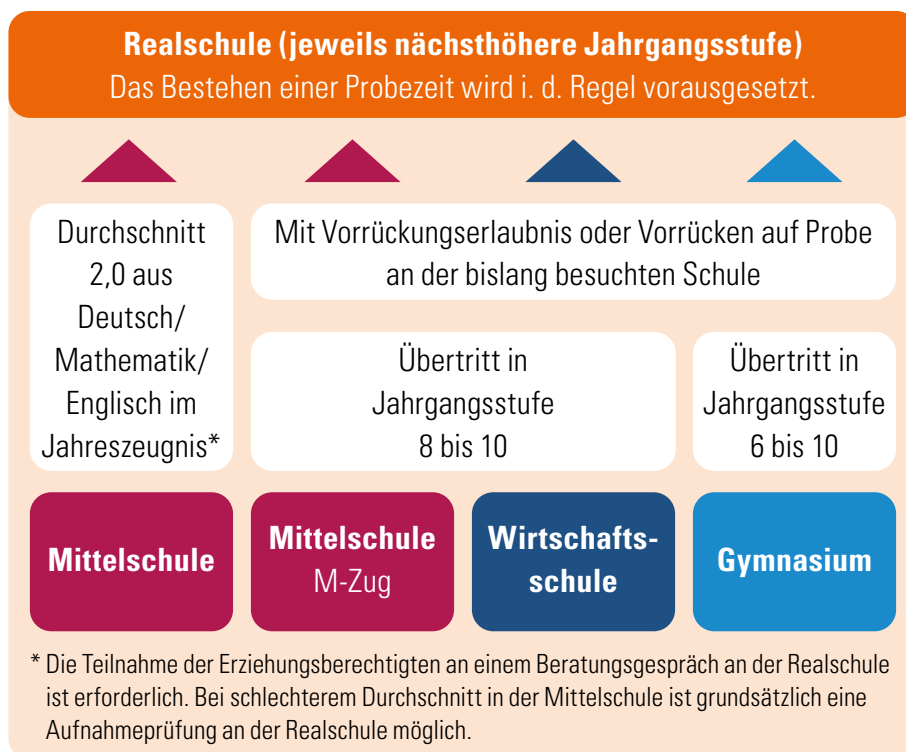 Realschule (jeweils nächsthöhere Jahrgangsstufe)
Das Bestehen einer Probezeit wird i. d. Regel vorausgesetzt.
Durchschnitt
2,0 aus
Deutsch/
Mathematik/
Englisch im
Jahreszeugnis*
Mit Vorrückungserlaubnis oder Vorrücken auf Probe
an der bislang besuchten Schule
Übertritt in
Jahrgangsstufe
8 bis 10
Übertritt in
Jahrgangsstufe
6 bis 10
Mittelschule
Mittelschule
M-Zug
Wirtschafts-
schule
Gymnasium
* Die Teilnahme der Erziehungsberechtigten an einem Beratungsgespräch an der Realschule
ist erforderlich. Bei schlechterem Durchschnitt in der Mittelschule ist grundsätzlich eine
Aufnahmeprüfung an der Realschule möglich.